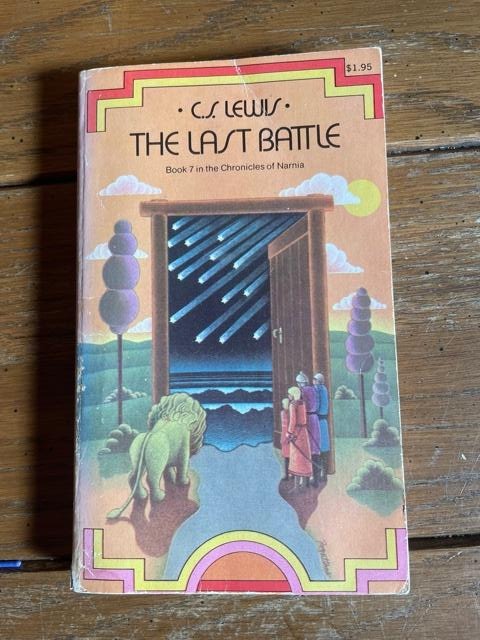 $1.95
• C.S. LEWIS •
THE LAST BATTLE
Book 7 in the Chronicles of Narnia